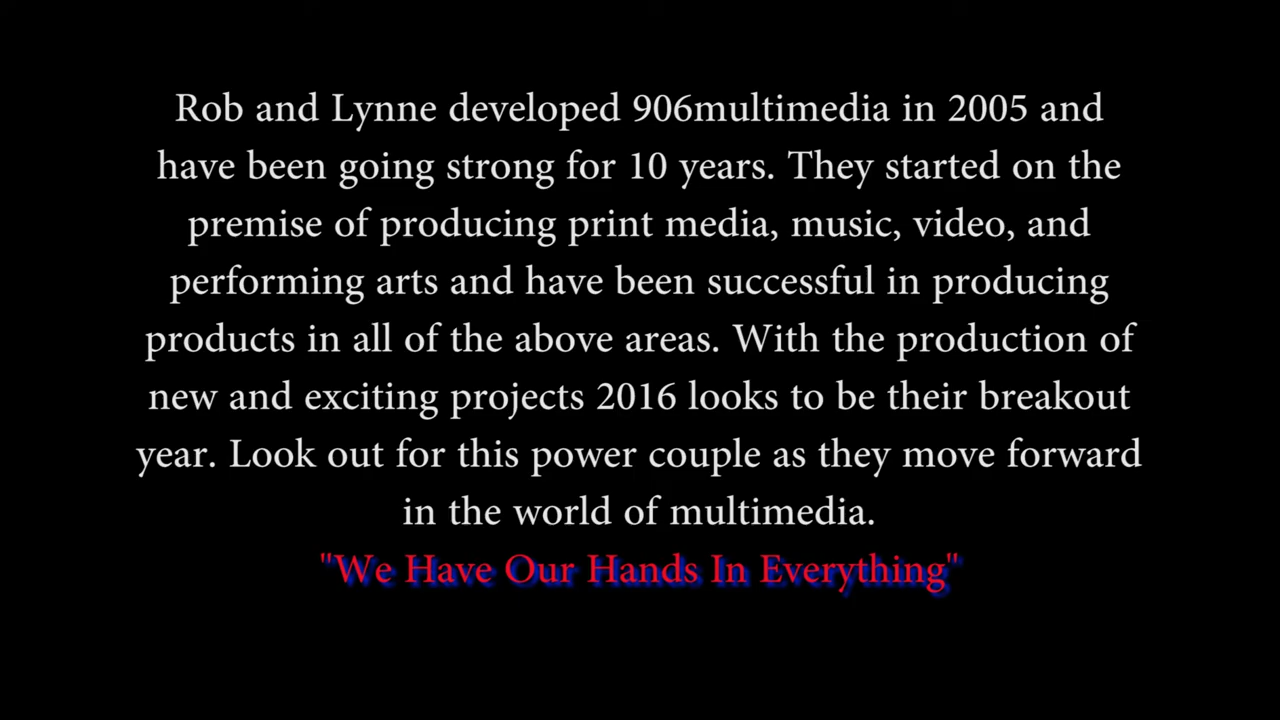 Rob and Lynne developed 906multimedia in 2005 and
have been going strong for 10 years. They started on the
premise of producing print media, music, video, and
performing arts and have been successful in producing
products in all of the above areas. With the production of
new and exciting projects 2016 looks to be their breakout
year. Look out for this power couple as they move forward
in the world of multimedia.
"We Have Our Hands In Everything"